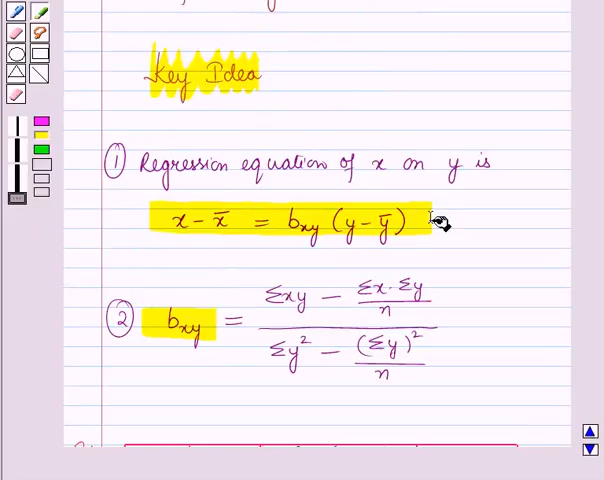 Key Idea
① Regression equation of x on y is
x - x̄ = bxy (y - ȳ)
② bxy = (Σxy - (Σx · Σy)/n) / (Σy² - (Σy)²/n)